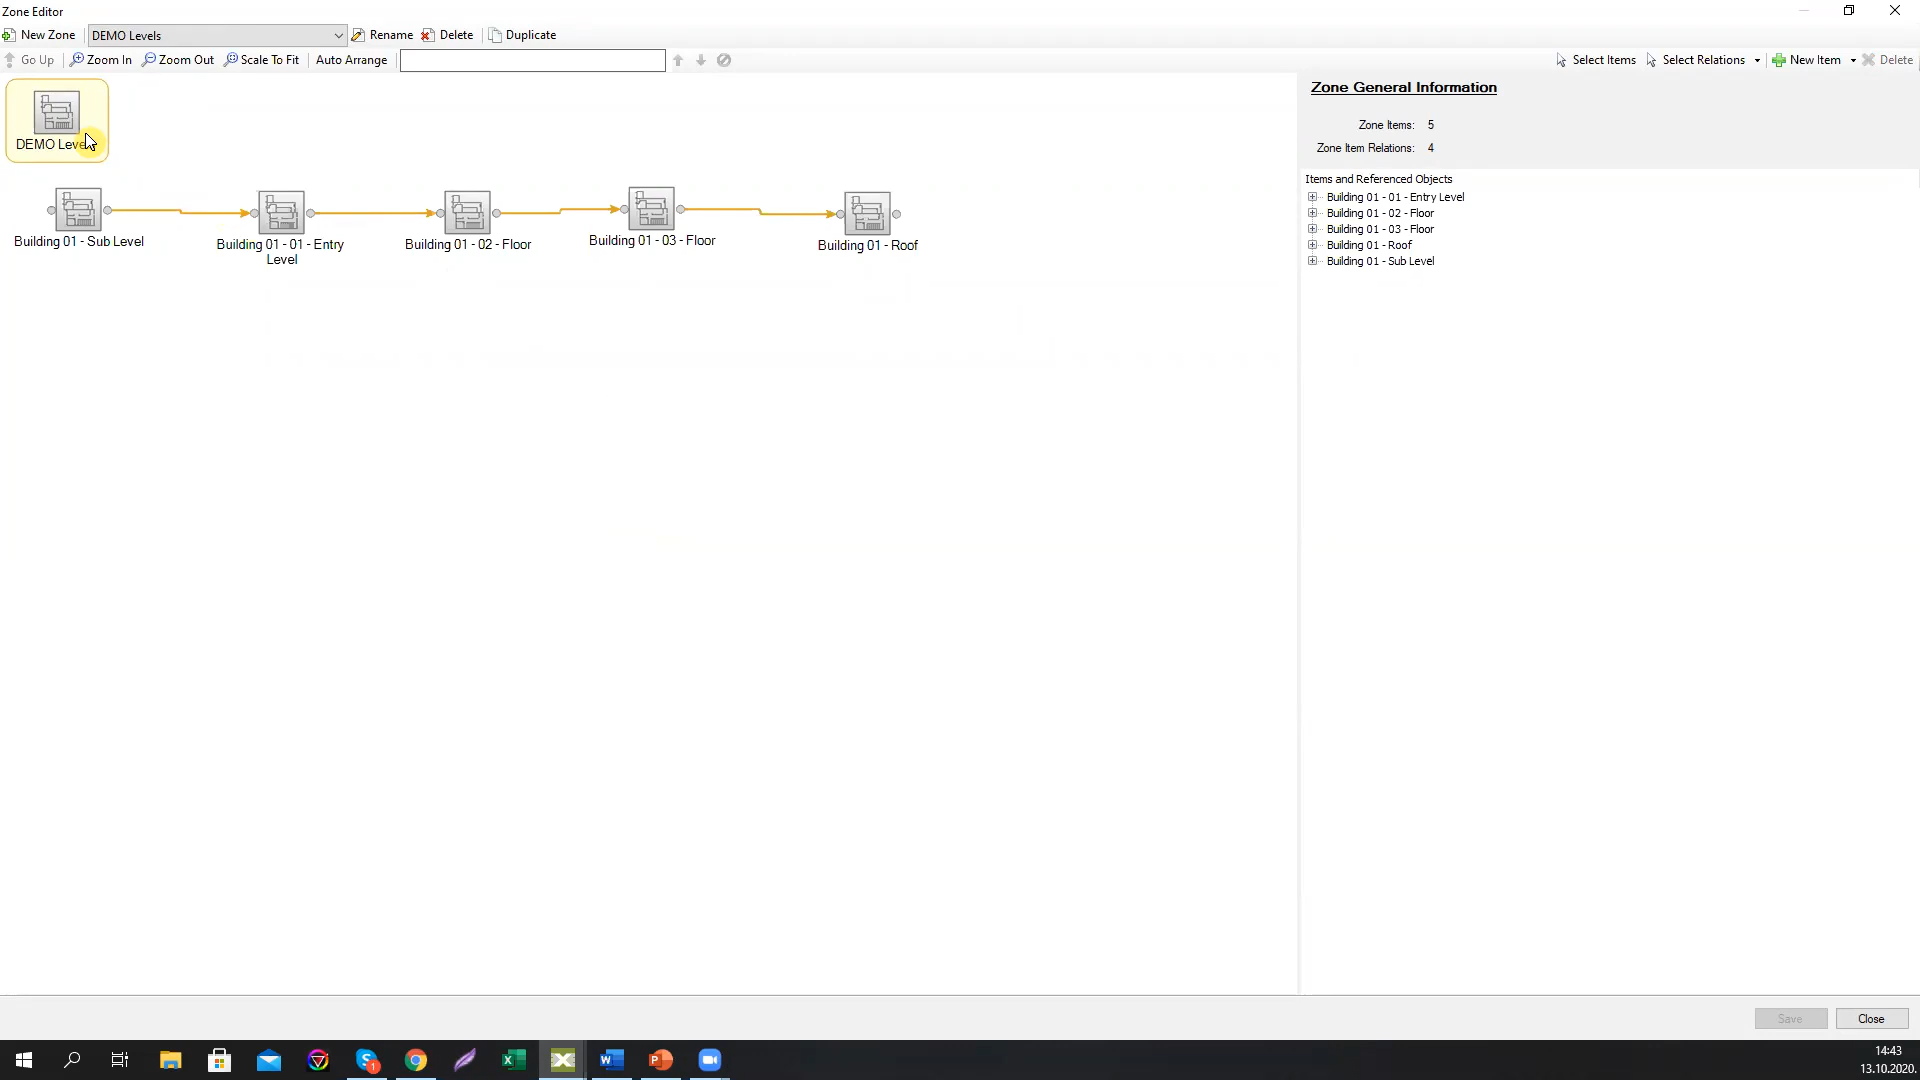 Zone Editor
New Zone DEMO Levels Rename Delete Duplicate
Go Up Zoom In Zoom Out Scale To Fit Auto Arrange Select Items Select Relations New Item Delete
DEMO Leve
Building 01 - Sub Level
Building 01 - 01 - Entry
Level
Building 01 - 02 - Floor
Building 01 - 03 - Floor
Building 01 - Roof
Zone General Information
Zone Items: 5
Zone Item Relations: 4
Items and Referenced Objects
Building 01 - 01 - Entry Level
Building 01 - 02 - Floor
Building 01 - 03 - Floor
Building 01 - Roof
Building 01 - Sub Level
Save Close
S 1 X W P
14:43
13.10.2020.